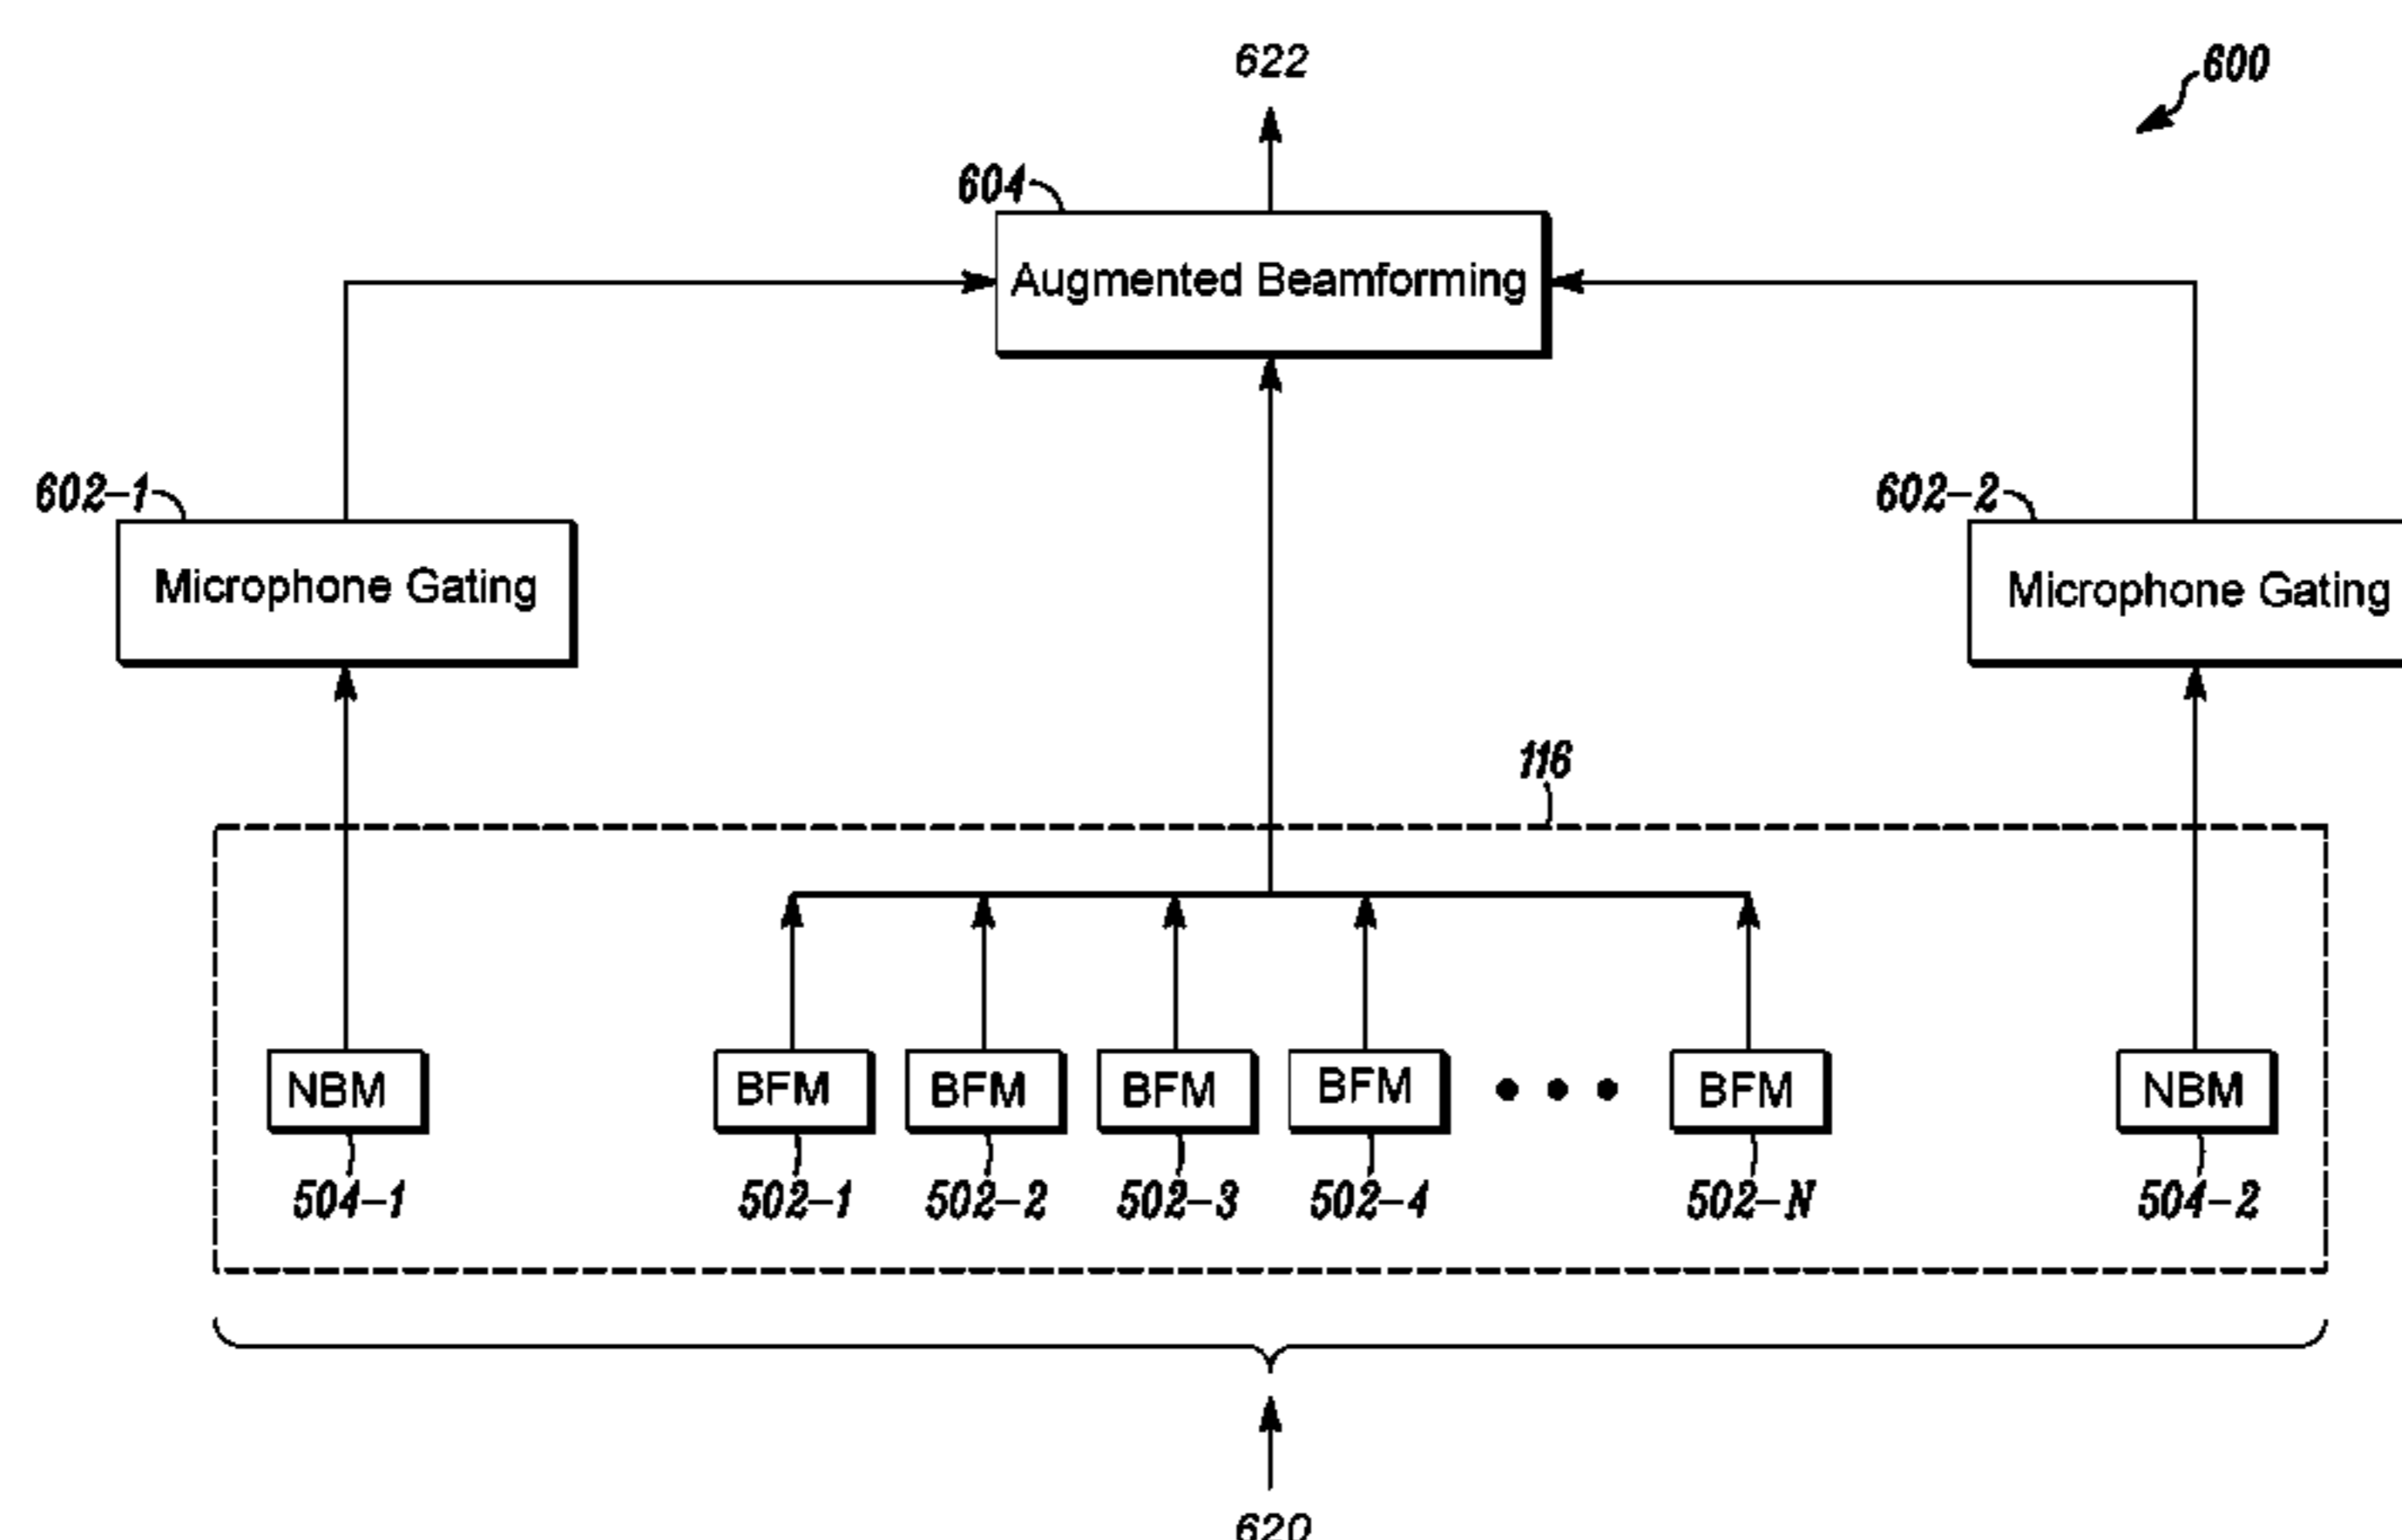 622
600
604
Augmented Beamforming
602-1
602-2
Microphone Gating
Microphone Gating
116
NBM
BFM
BFM
BFM
BFM
BFM
NBM
504-1
502-1
502-2
502-3
502-4
502-N
504-2
620